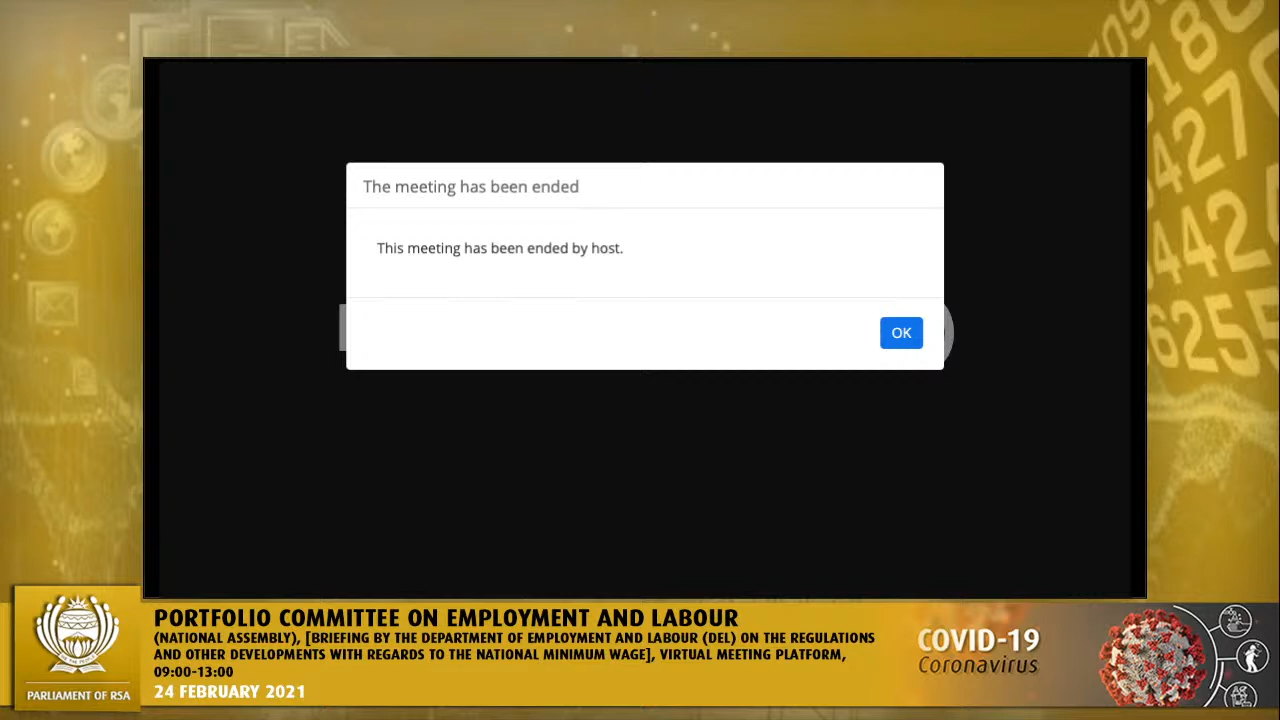 The meeting has been ended
This meeting has been ended by host.
OK
PORTFOLIO COMMITTEE ON EMPLOYMENT AND LABOUR
(NATIONAL ASSEMBLY), [BRIEFING BY THE DEPARTMENT OF EMPLOYMENT AND LABOUR (DEL) ON THE REGULATIONS
AND OTHER DEVELOPMENTS WITH REGARDS TO THE NATIONAL MINIMUM WAGE], VIRTUAL MEETING PLATFORM,
09:00-13:00
24 FEBRUARY 2021
PARLIAMENT OF RSA
COVID-19
Coronavirus